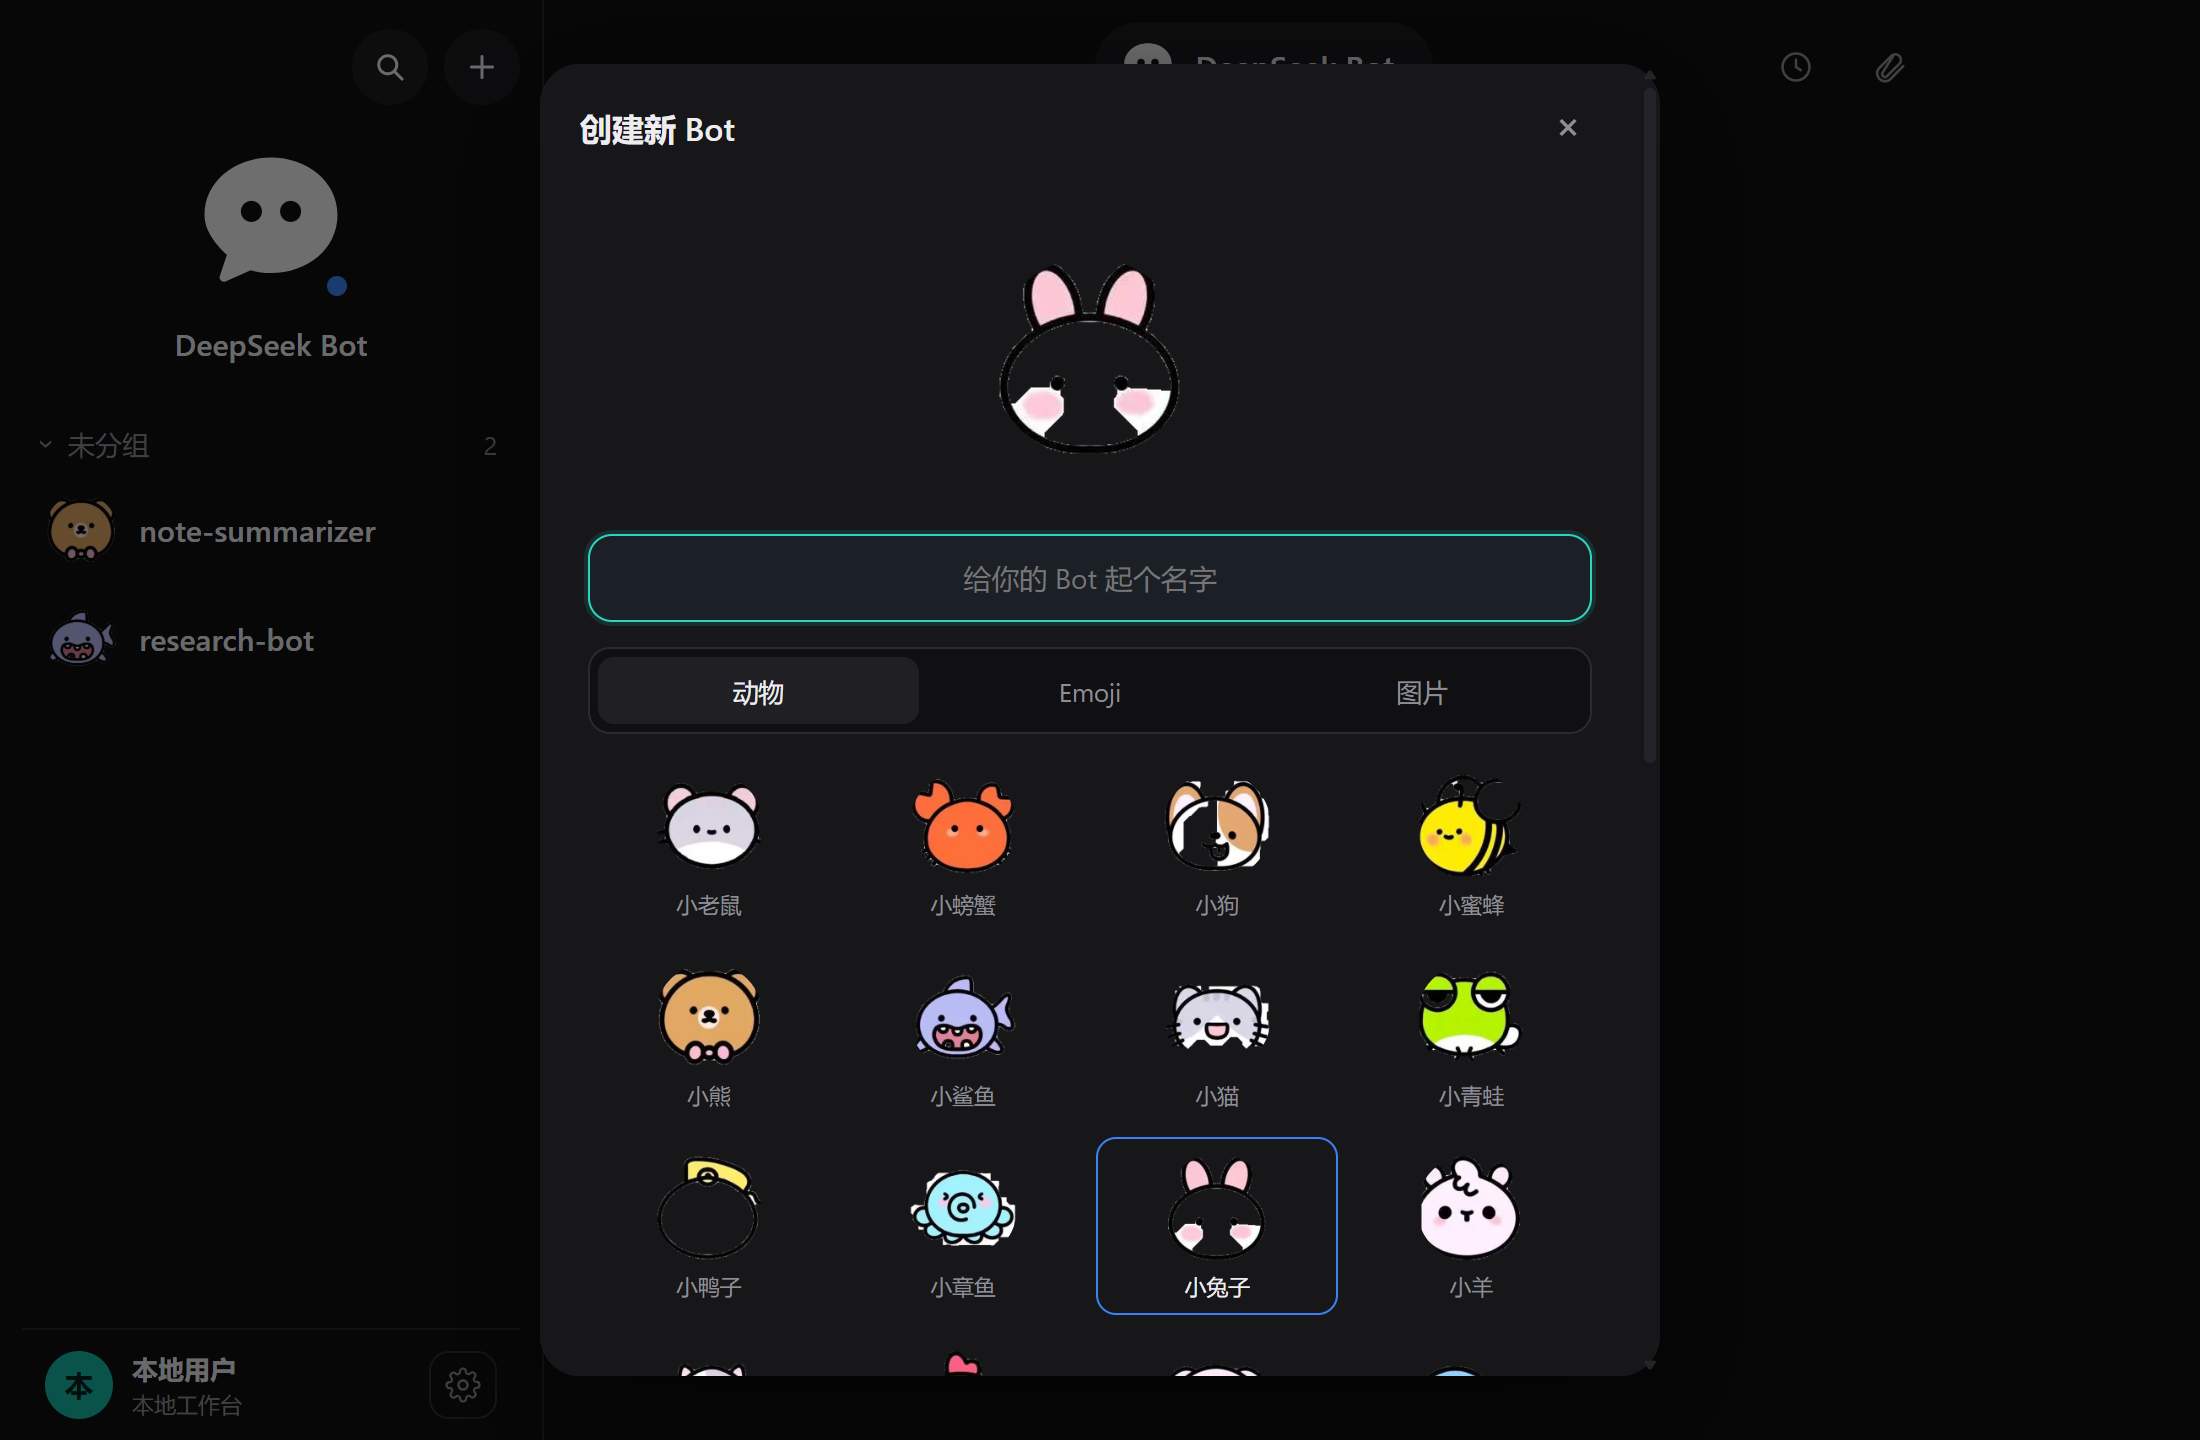 DeepSeek Bot
未分组
2
note-summarizer
research-bot
本
本地用户
本地工作台
DeepSeek Bot
创建新 Bot
给你的 Bot 起个名字
动物
Emoji
图片
小老鼠
小螃蟹
小狗
小蜜蜂
小熊
小鲨鱼
小猫
小青蛙
小鸭子
小章鱼
小兔子
小羊